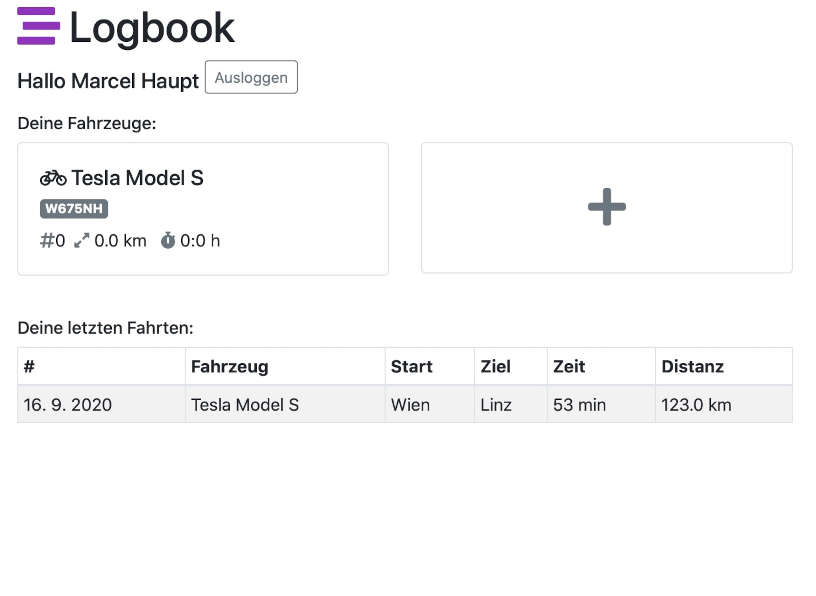 Logbook
Hallo Marcel Haupt Ausloggen
Deine Fahrzeuge:
Tesla Model S
W675NH
#0 0.0 km 0:0 h
Deine letzten Fahrten:
# Fahrzeug Start Ziel Zeit Distanz
16. 9. 2020 Tesla Model S Wien Linz 53 min 123.0 km